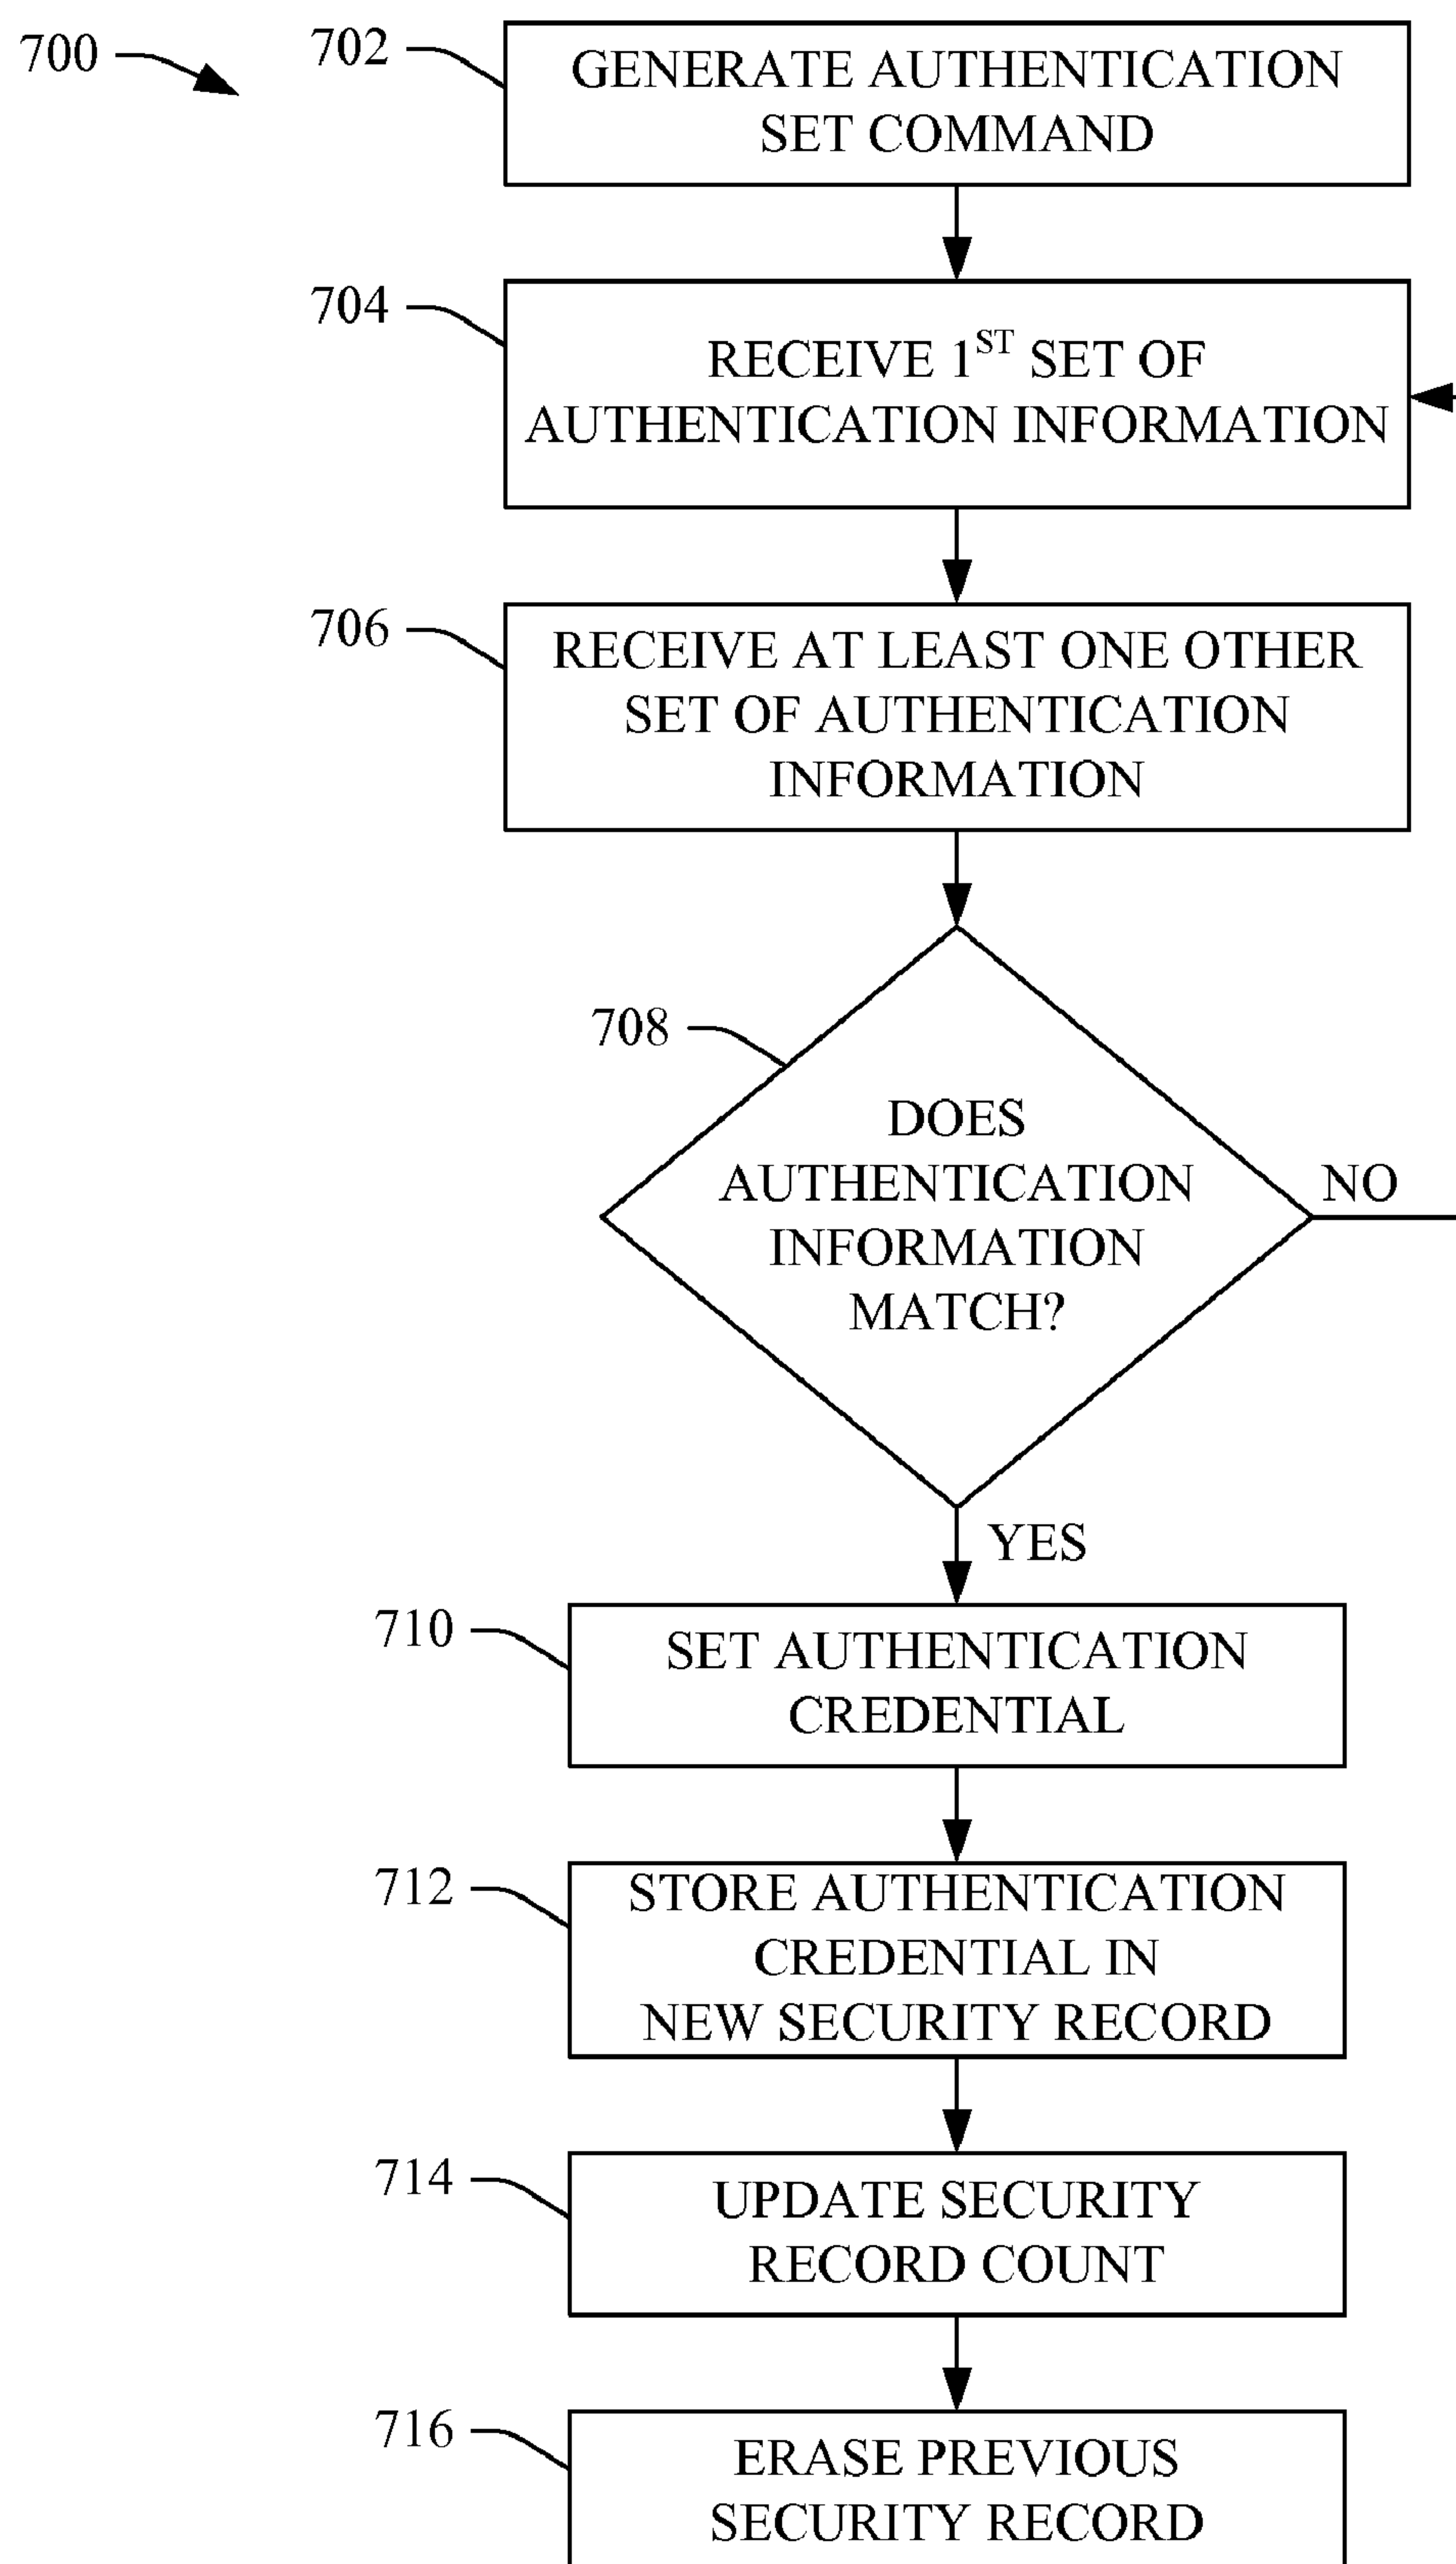 700
702
GENERATE AUTHENTICATION
SET COMMAND
704
RECEIVE 1ST SET OF
AUTHENTICATION INFORMATION
706
RECEIVE AT LEAST ONE OTHER
SET OF AUTHENTICATION
INFORMATION
708
DOES
AUTHENTICATION
INFORMATION
MATCH?
NO
YES
710
SET AUTHENTICATION
CREDENTIAL
712
STORE AUTHENTICATION
CREDENTIAL IN
NEW SECURITY RECORD
714
UPDATE SECURITY
RECORD COUNT
716
ERASE PREVIOUS
SECURITY RECORD